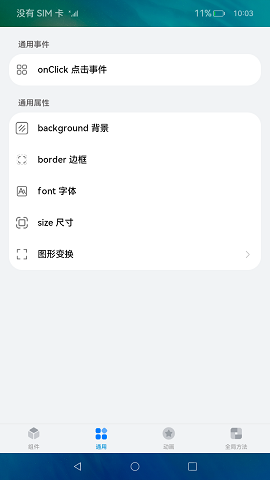 没有 SIM 卡
11%
10:03
通用事件
onClick 点击事件
通用属性
background 背景
border 边框
font 字体
size 尺寸
图形变换
组件
通用
动画
全局方法